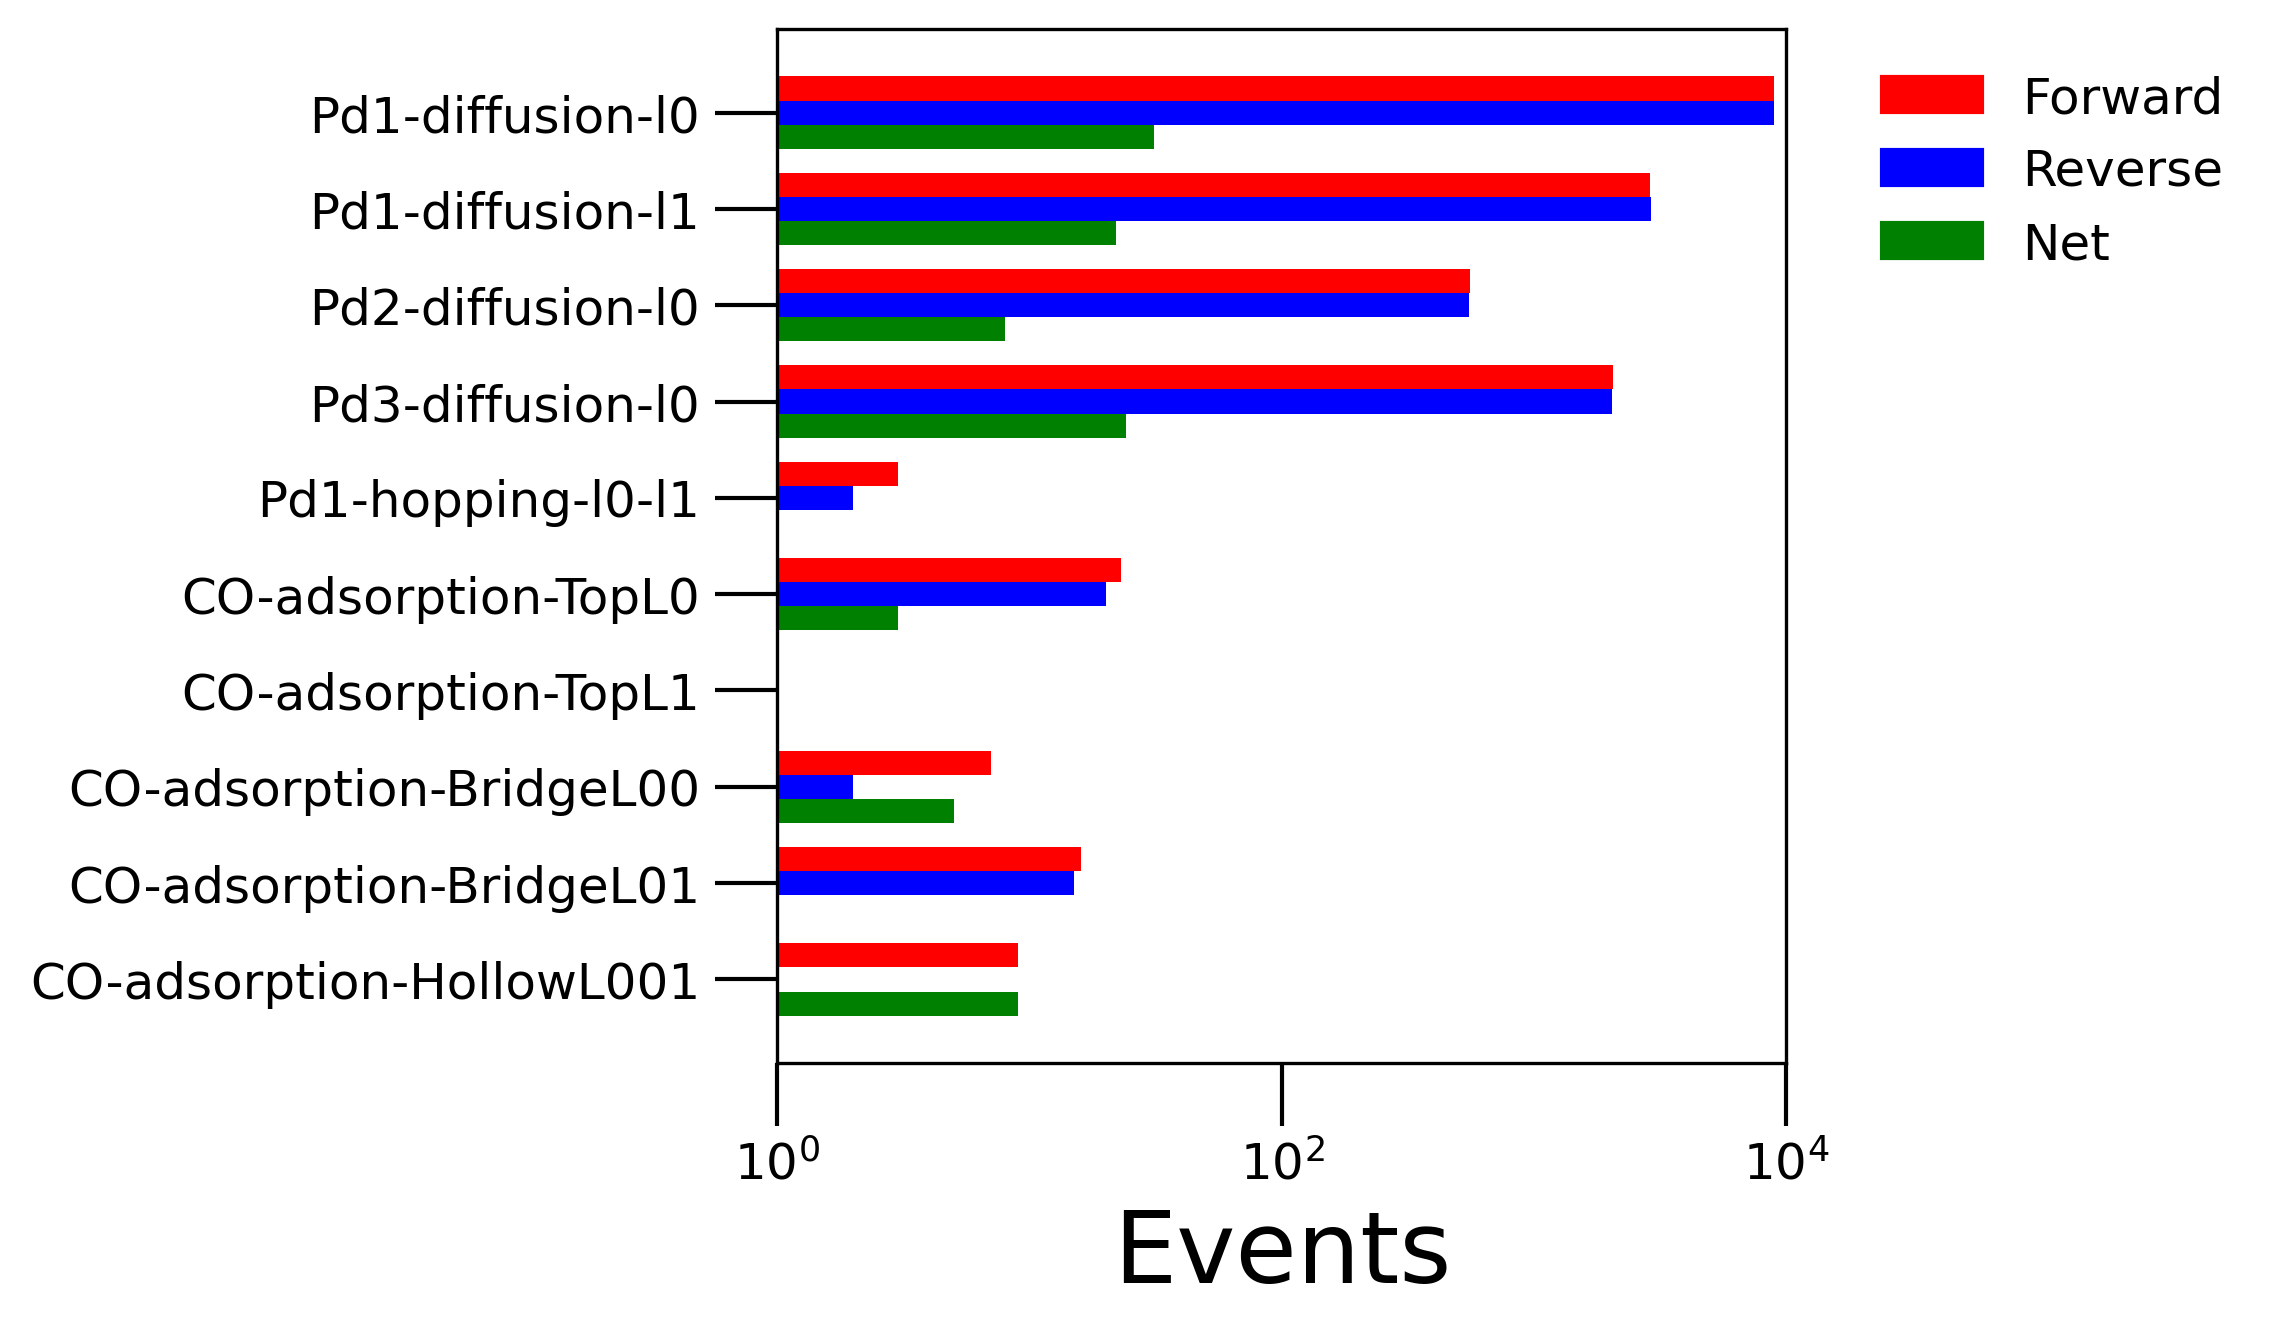 Pd1-diffusion-l0
Pd1-diffusion-l1
Pd2-diffusion-l0
Pd3-diffusion-l0
Pd1-hopping-l0-l1
CO-adsorption-TopL0
CO-adsorption-TopL1
CO-adsorption-BridgeL00
CO-adsorption-BridgeL01
CO-adsorption-HollowL001
10⁰ 10² 10⁴
Events
Forward
Reverse
Net